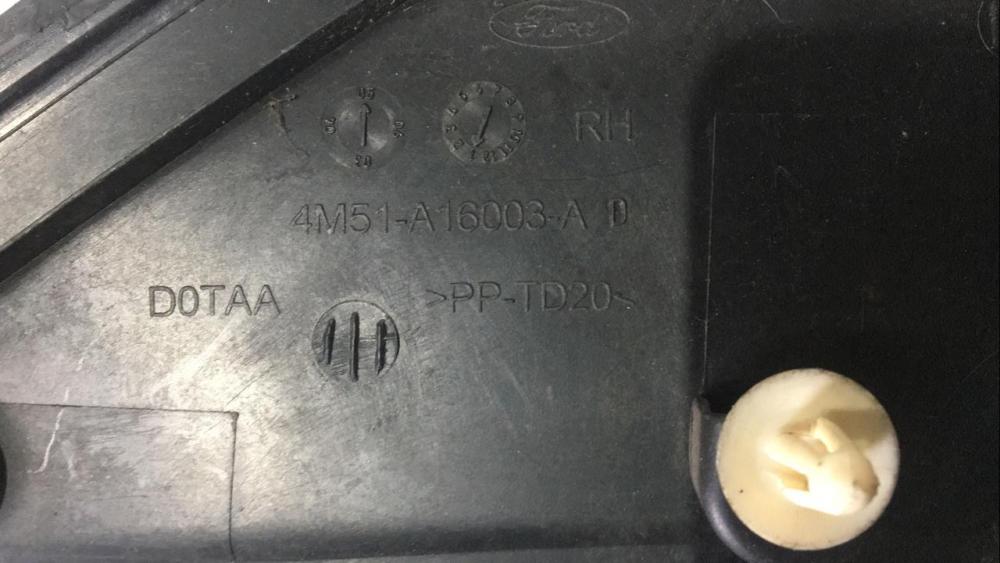 Ford
RH
4M51-A16003-A D
D0TAA
>PP-TD20<